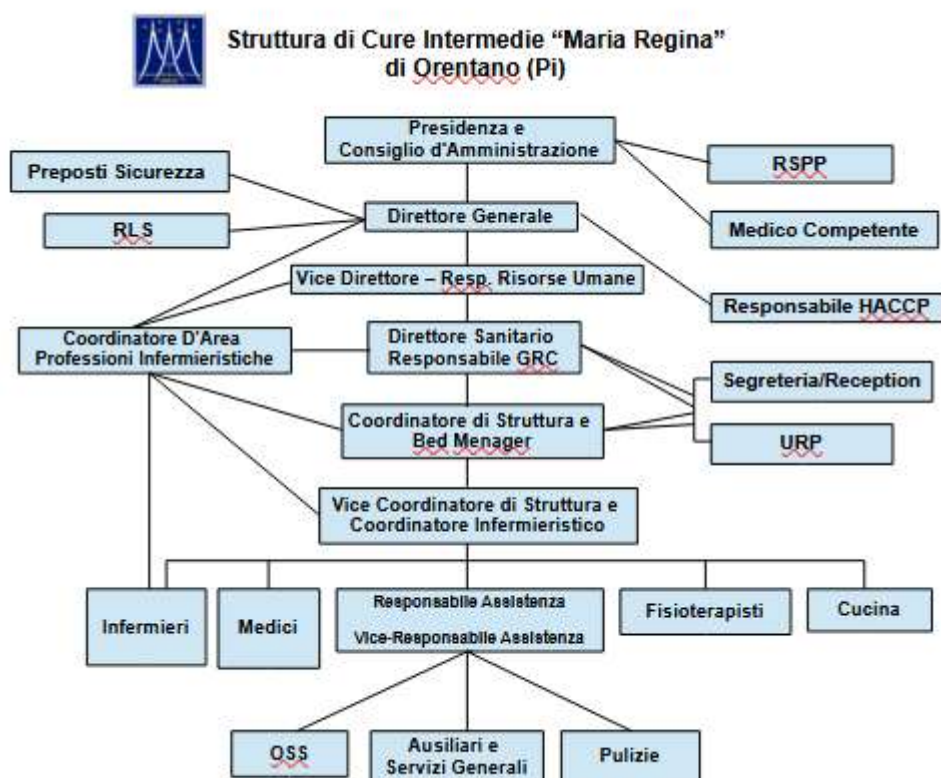 Struttura di Cure Intermedie “Maria Regina”
di Orentano (Pi)
Presidenza e
Consiglio d'Amministrazione
Preposti Sicurezza
RSPP
RLS
Direttore Generale
Medico Competente
Vice Direttore – Resp. Risorse Umane
Responsabile HACCP
Coordinatore D'Area
Professioni Infermieristiche
Direttore Sanitario
Responsabile GRC
Segreteria/Reception
Coordinatore di Struttura e
Bed Menager
URP
Vice Coordinatore di Struttura e
Coordinatore Infermieristico
Infermieri
Medici
Responsabile Assistenza
Vice-Responsabile Assistenza
Fisioterapisti
Cucina
OSS
Ausiliari e
Servizi Generali
Pulizie